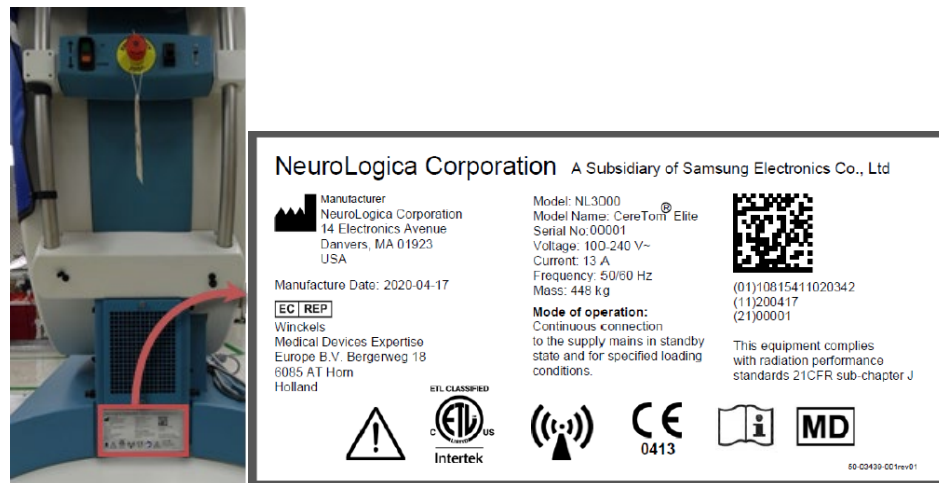 NeuroLogica Corporation A Subsidiary of Samsung Electronics Co., Ltd
Manufacturer
NeuroLogica Corporation
14 Electronics Avenue
Danvers, MA 01923
USA
Manufacture Date: 2020-04-17
EC REP
Winckels
Medical Devices Expertise
Europe B.V. Bergerweg 18
6085 AT Horn
Holland
Model: NL3000
Model Name: CereTom® Elite
Serial No: 00001
Voltage: 100-240 V~
Current: 13 A
Frequency: 50/60 Hz
Mass: 448 kg
Mode of operation:
Continuous connection
to the supply mains in standby
state and for specified loading
conditions.
(01)10815411020342
(11)200417
(21)00001
This equipment complies
with radiation performance
standards 21CFR sub-chapter J
ETL CLASSIFIED
C ETL US
LISTED
Intertek
CE
0413
i
MD
50-03439-001rev01